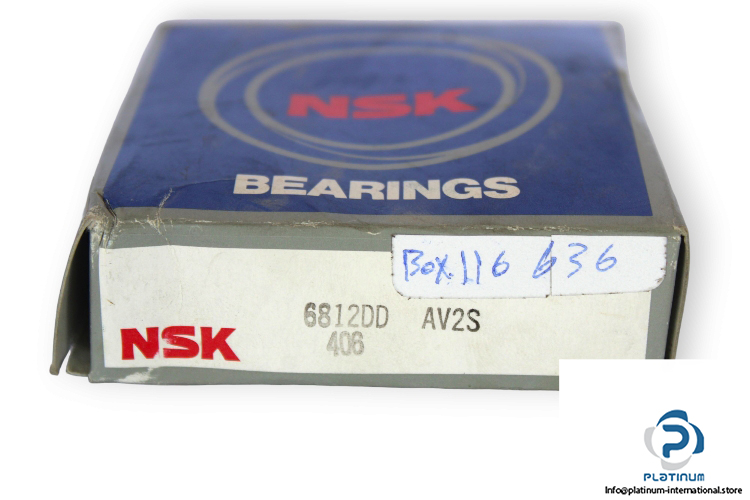 NSK
BEARINGS
Box 116 636
6812DD AV2S
406
NSK
PLATINUM
Info@platinum-international.store